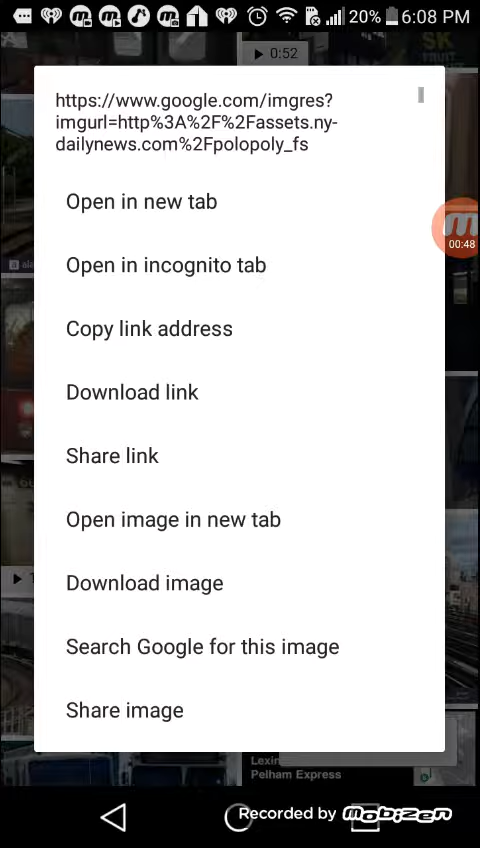 20% 6:08 PM
0:52
SK
https://www.google.com/imgres?
imgurl=http%3A%2F%2Fassets.ny-
dailynews.com%2Fpolopoly_fs
Open in new tab
Open in incognito tab
00:48
Copy link address
Download link
Share link
Open image in new tab
Download image
Search Google for this image
Share image
Lexin
Pelham Express
Recorded by Mobizen